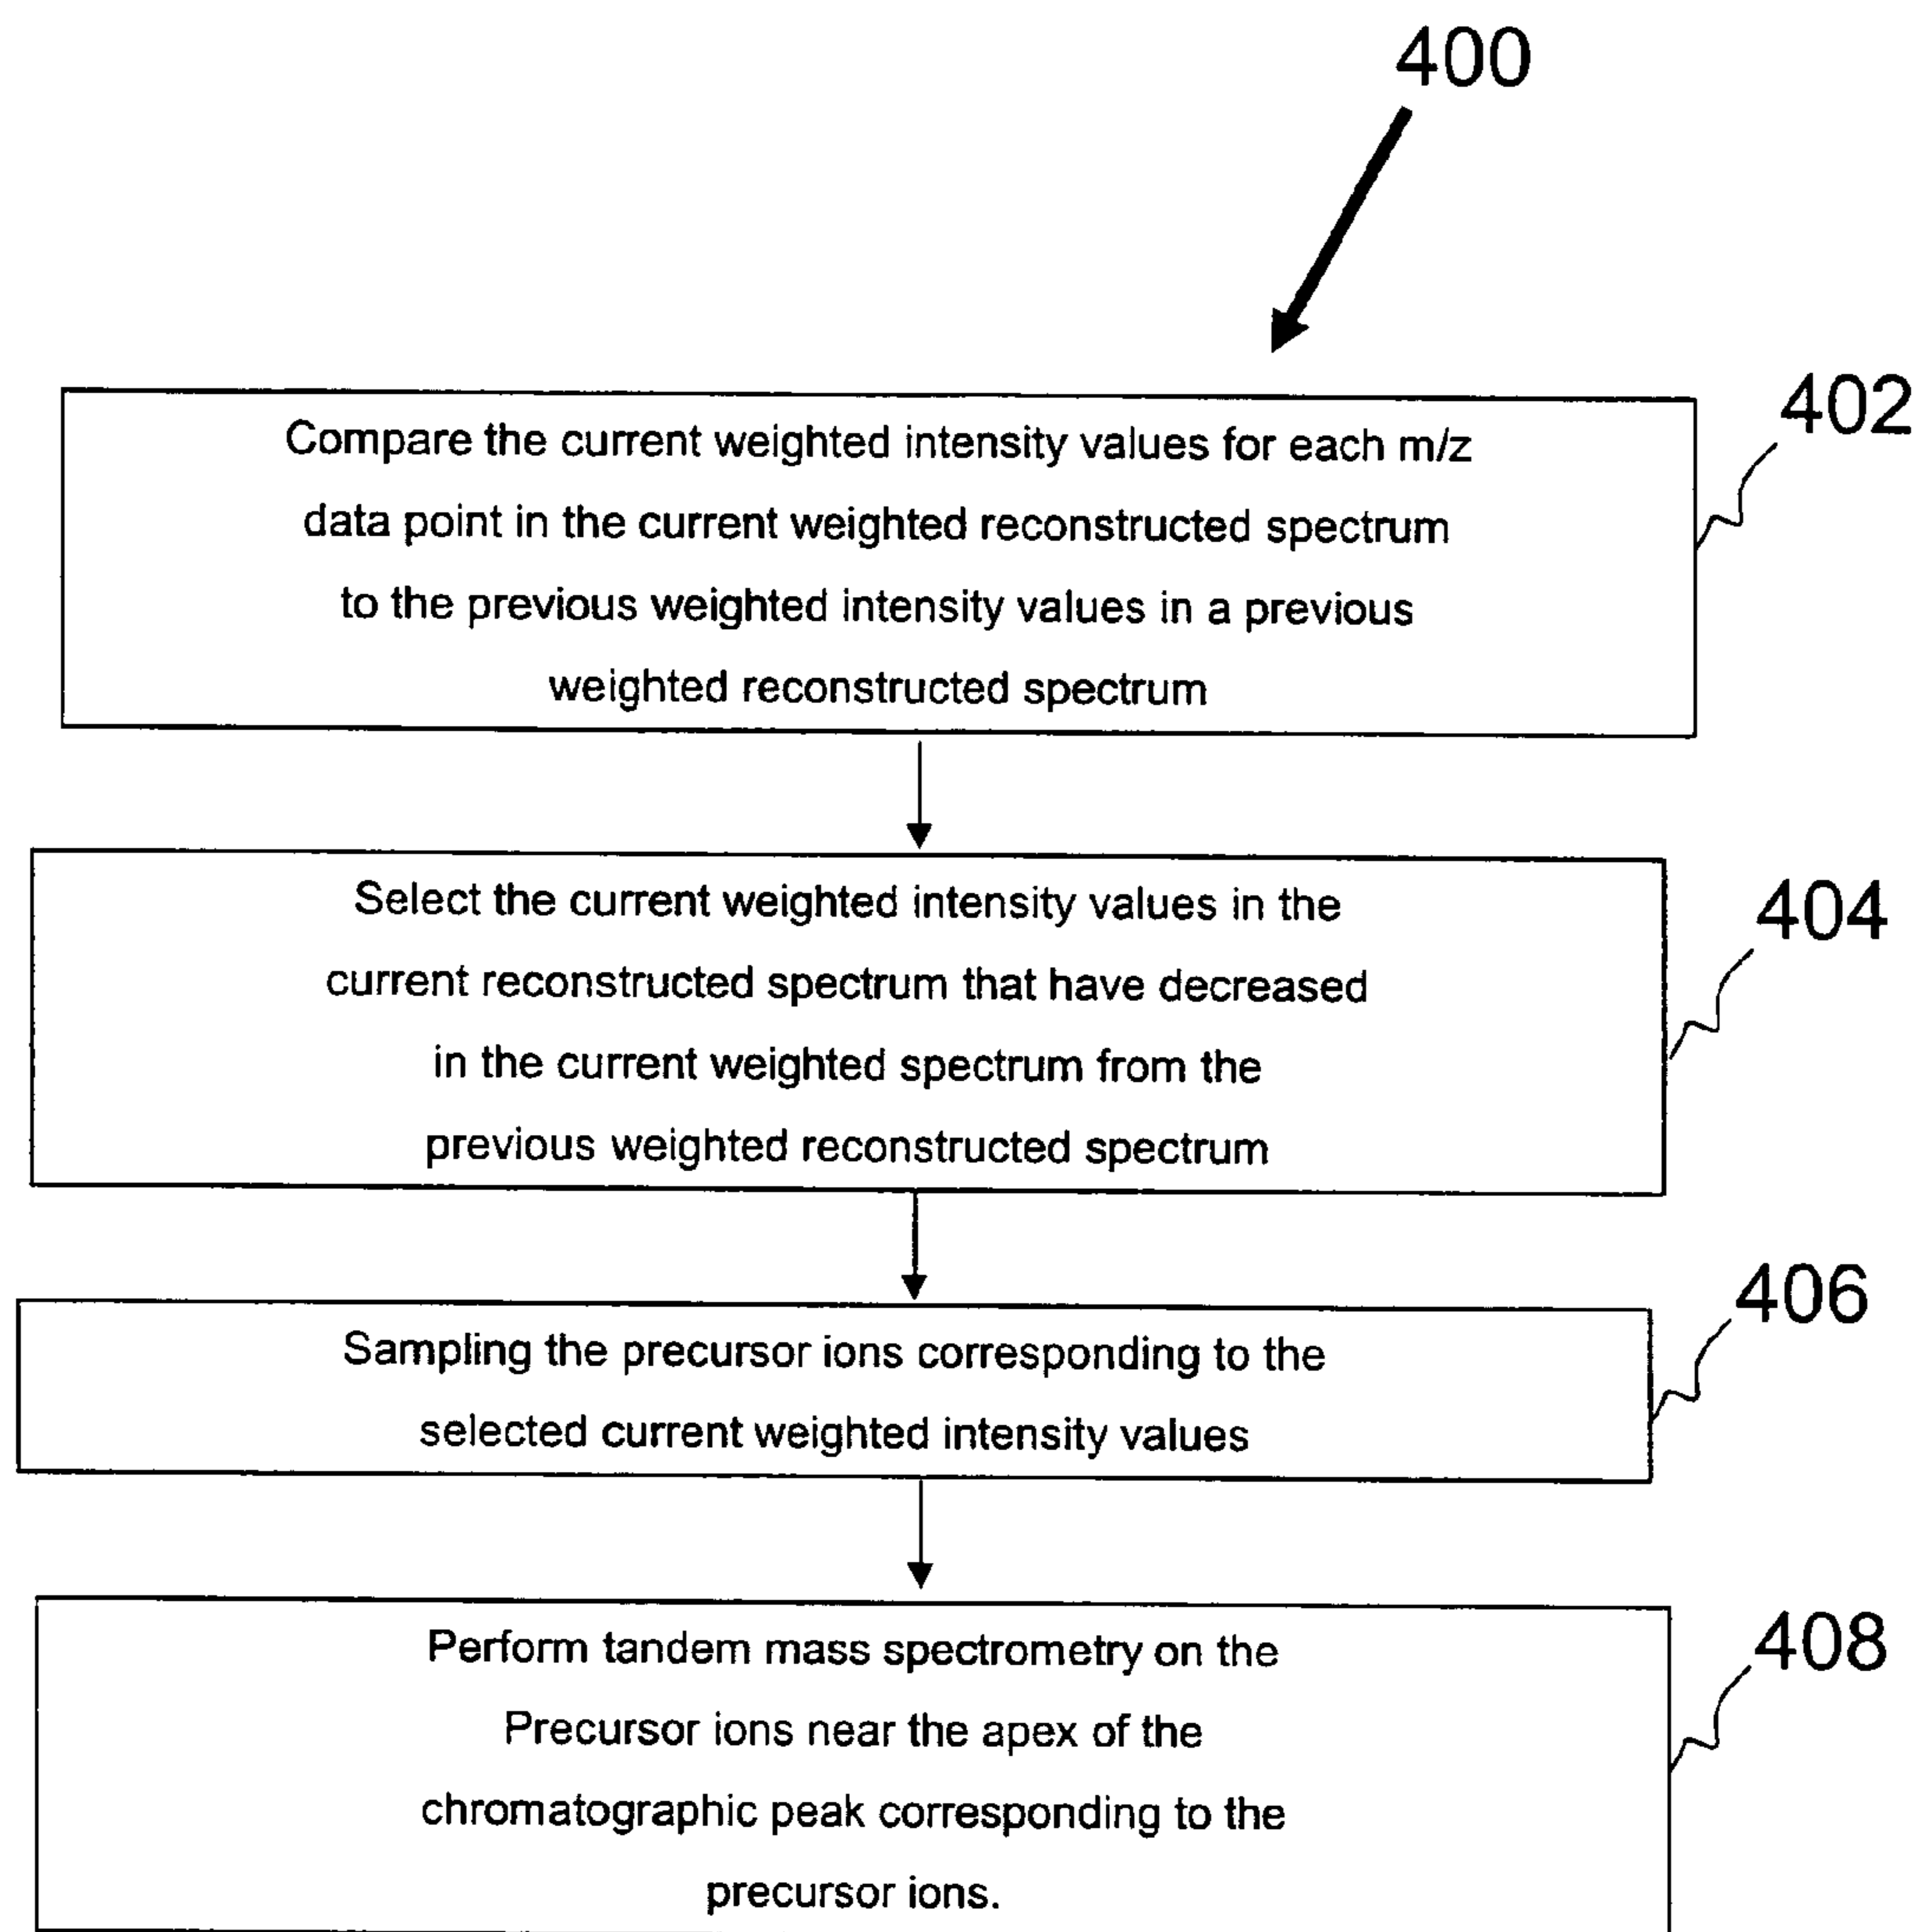 400
402
Compare the current weighted intensity values for each m/z
data point in the current weighted reconstructed spectrum
to the previous weighted intensity values in a previous
weighted reconstructed spectrum
404
Select the current weighted intensity values in the
current reconstructed spectrum that have decreased
in the current weighted spectrum from the
previous weighted reconstructed spectrum
406
Sampling the precursor ions corresponding to the
selected current weighted intensity values
408
Perform tandem mass spectrometry on the
Precursor ions near the apex of the
chromatographic peak corresponding to the
precursor ions.